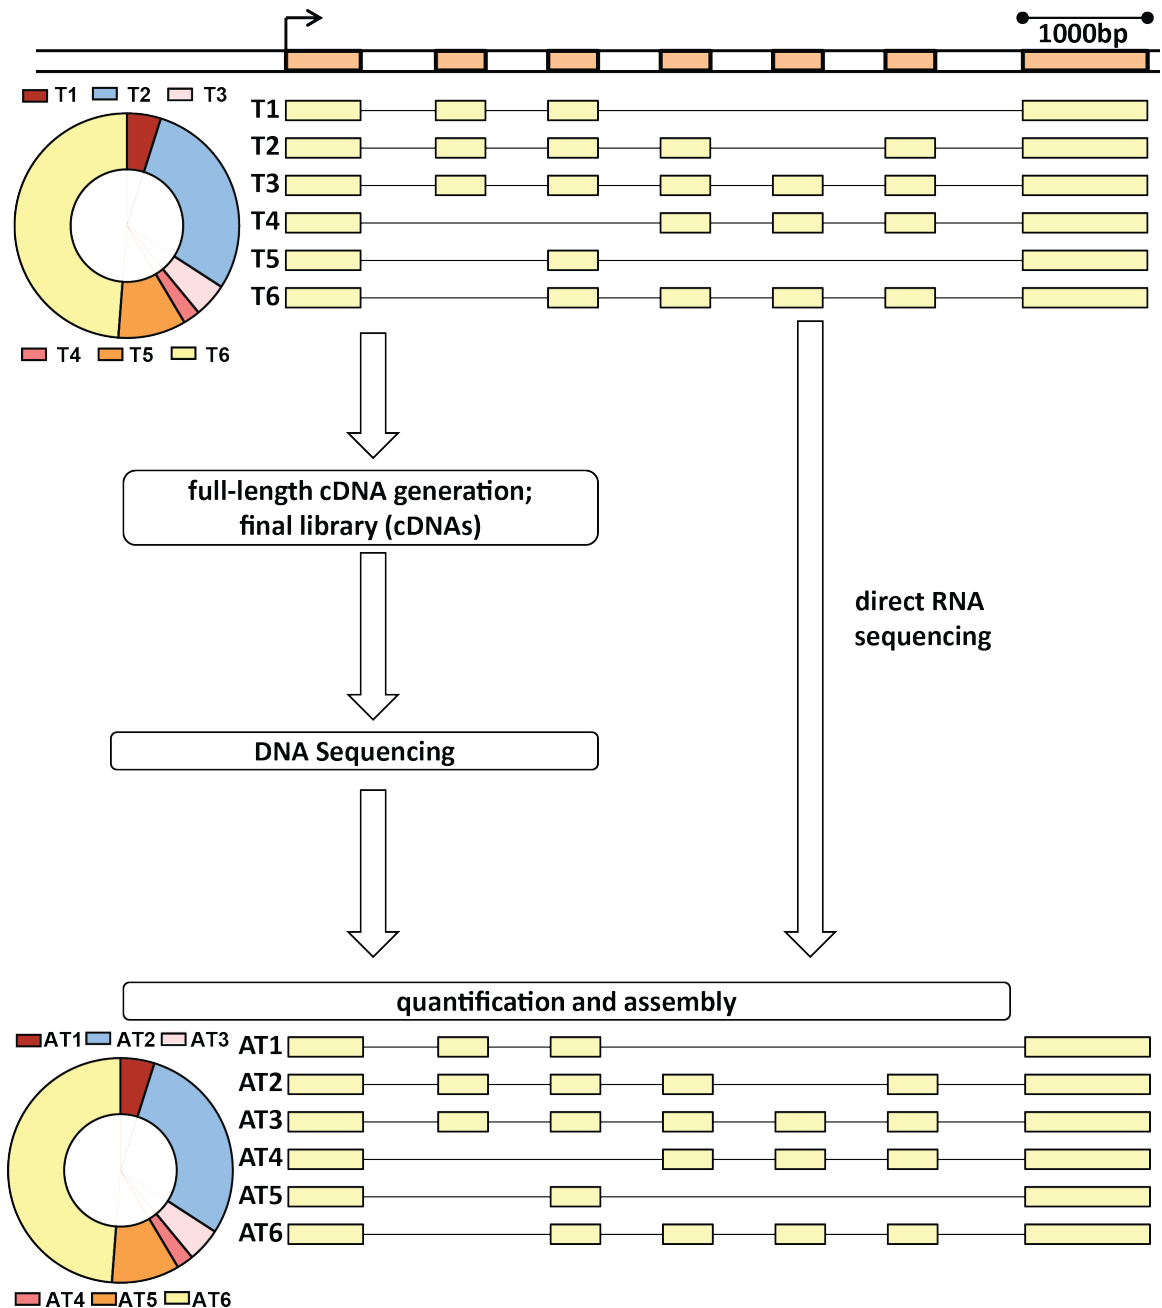 1000bp
T1 T2 T3
T1
T2
T3
T4
T5
T6
T4 T5 T6
full-length cDNA generation;
final library (cDNAs)
direct RNA
sequencing
DNA Sequencing
quantification and assembly
AT1 AT2 AT3
AT1
AT2
AT3
AT4
AT5
AT6
AT4 AT5 AT6